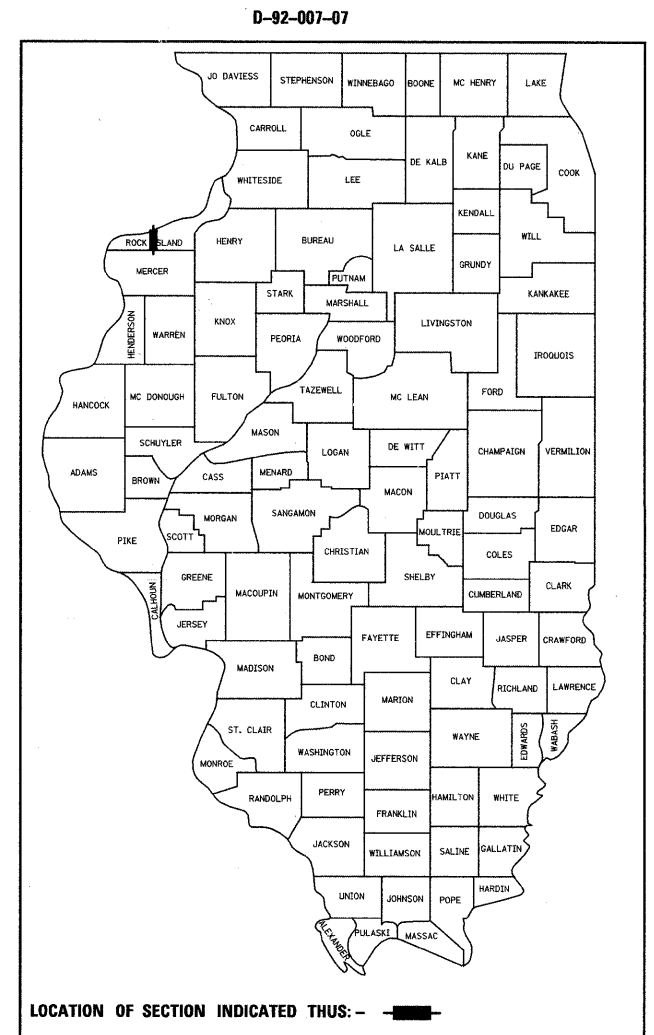 D-92-007-07
JO DAVIESS
STEPHENSON
WINNEBAGO
BOONE
MC HENRY
LAKE
CARROLL
OGLE
DE KALB
KANE
DU PAGE
COOK
WHITESIDE
LEE
KENDALL
WILL
ROCK ISLAND
HENRY
BUREAU
LA SALLE
GRUNDY
MERCER
PUTNAM
STARK
MARSHALL
KANKAKEE
HENDERSON
WARREN
KNOX
PEORIA
WOODFORD
LIVINGSTON
IROQUOIS
HANCOCK
MC DONOUGH
FULTON
TAZEWELL
MC LEAN
FORD
MASON
SCHUYLER
LOGAN
DE WITT
CHAMPAIGN
VERMILION
ADAMS
BROWN
CASS
MENARD
PIATT
MACON
MORGAN
SANGAMON
DOUGLAS
EDGAR
PIKE
SCOTT
CHRISTIAN
MOULTRIE
COLES
CALHOUN
GREENE
MACOUPIN
MONTGOMERY
SHELBY
CUMBERLAND
CLARK
JERSEY
FAYETTE
EFFINGHAM
JASPER
CRAWFORD
MADISON
BOND
CLAY
RICHLAND
LAWRENCE
CLINTON
MARION
ST. CLAIR
WAYNE
EDWARDS
WABASH
WASHINGTON
JEFFERSON
MONROE
RANDOLPH
PERRY
HAMILTON
WHITE
FRANKLIN
JACKSON
WILLIAMSON
SALINE
GALLATIN
UNION
JOHNSON
POPE
HARDIN
ALEXANDER
PULASKI
MASSAC
LOCATION OF SECTION INDICATED THUS: -